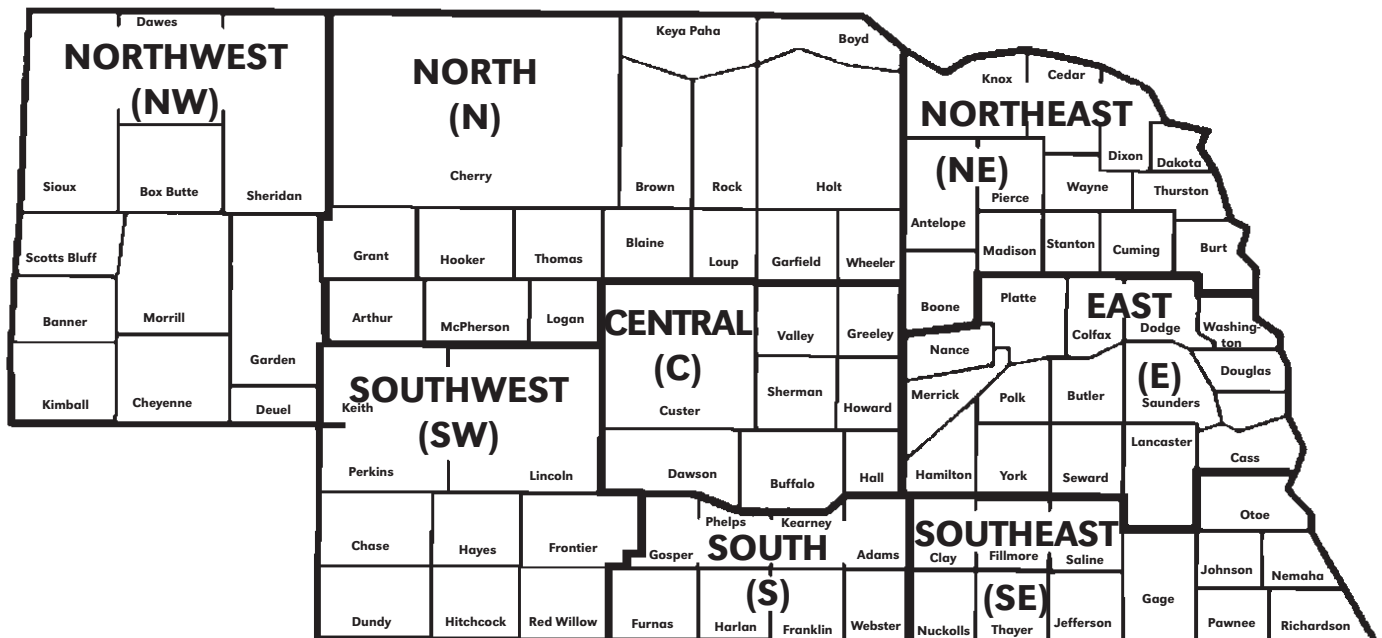 Dawes
NORTHWEST
(NW)
Sioux
Box Butte
Sheridan
Scotts Bluff
Banner
Morrill
Garden
Kimball
Cheyenne
Deuel
NORTH
(N)
Cherry
Keya Paha
Boyd
Brown
Rock
Holt
Grant
Hooker
Thomas
Blaine
Loup
Garfield
Wheeler
Arthur
McPherson
Logan
Knox
Cedar
NORTHEAST
(NE)
Dixon
Dakota
Pierce
Wayne
Thurston
Antelope
Madison
Stanton
Cuming
Burt
Boone
CENTRAL
(C)
Valley
Greeley
Custer
Sherman
Howard
Dawson
Buffalo
Hall
Platte
EAST
(E)
Colfax
Dodge
Washing-
ton
Nance
Douglas
Merrick
Polk
Butler
Saunders
Lancaster
Cass
Hamilton
York
Seward
SOUTHWEST
Keith
(SW)
Perkins
Lincoln
Chase
Hayes
Frontier
Dundy
Hitchcock
Red Willow
Phelps
Kearney
Gosper
SOUTH
(S)
Adams
Furnas
Harlan
Franklin
Webster
SOUTHEAST
(SE)
Clay
Fillmore
Saline
Otoe
Johnson
Nemaha
Gage
Nuckolls
Thayer
Jefferson
Pawnee
Richardson